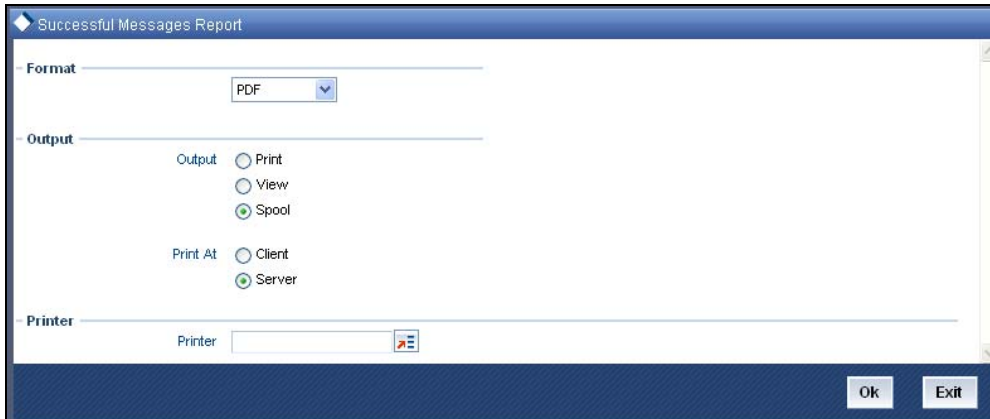 Successful Messages Report
Format
PDF
Output
Output Print
View
Spool
Print At Client
Server
Printer
Printer
Ok Exit